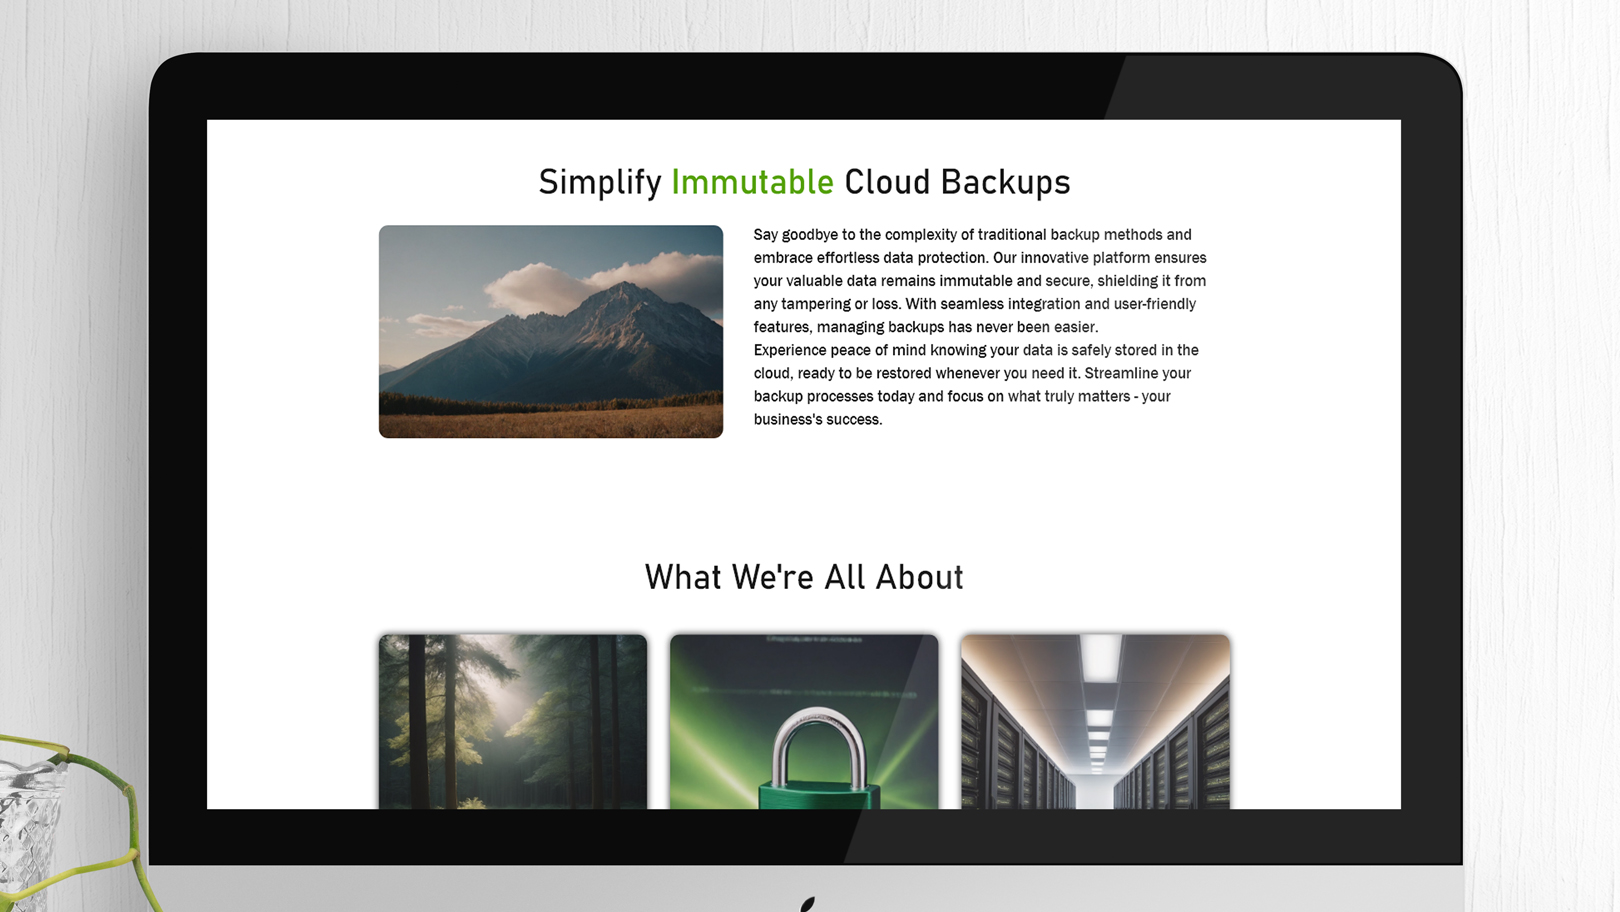 Simplify Immutable Cloud Backups
Say goodbye to the complexity of traditional backup methods and
embrace effortless data protection. Our innovative platform ensures
your valuable data remains immutable and secure, shielding it from
any tampering or loss. With seamless integration and user-friendly
features, managing backups has never been easier.
Experience peace of mind knowing your data is safely stored in the
cloud, ready to be restored whenever you need it. Streamline your
backup processes today and focus on what truly matters - your
business's success.
What We're All About